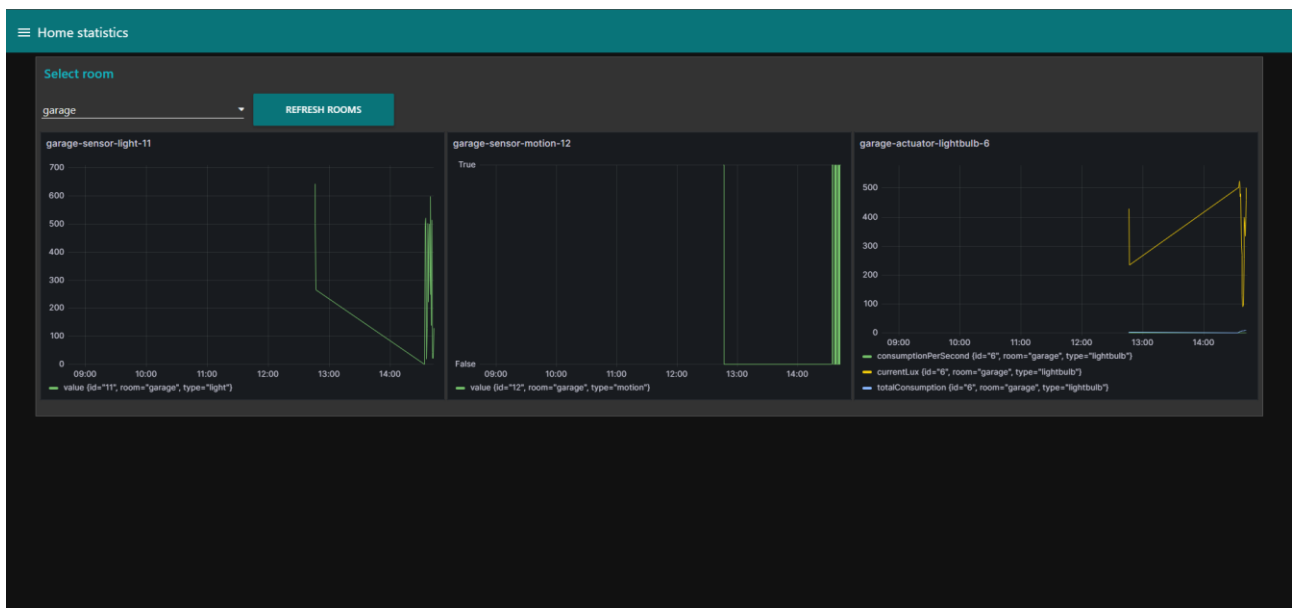 Home statistics
Select room
garage
REFRESH ROOMS
garage-sensor-light-11
700
600
500
400
300
200
100
0
09:00 10:00 11:00 12:00 13:00 14:00
value {id="11", room="garage", type="light"}
garage-sensor-motion-12
True
False
09:00 10:00 11:00 12:00 13:00 14:00
value {id="12", room="garage", type="motion"}
garage-actuator-lightbulb-6
500
400
300
200
100
0
09:00 10:00 11:00 12:00 13:00 14:00
consumptionPerSecond {id="6", room="garage", type="lightbulb"}
currentLux {id="6", room="garage", type="lightbulb"}
totalConsumption {id="6", room="garage", type="lightbulb"}